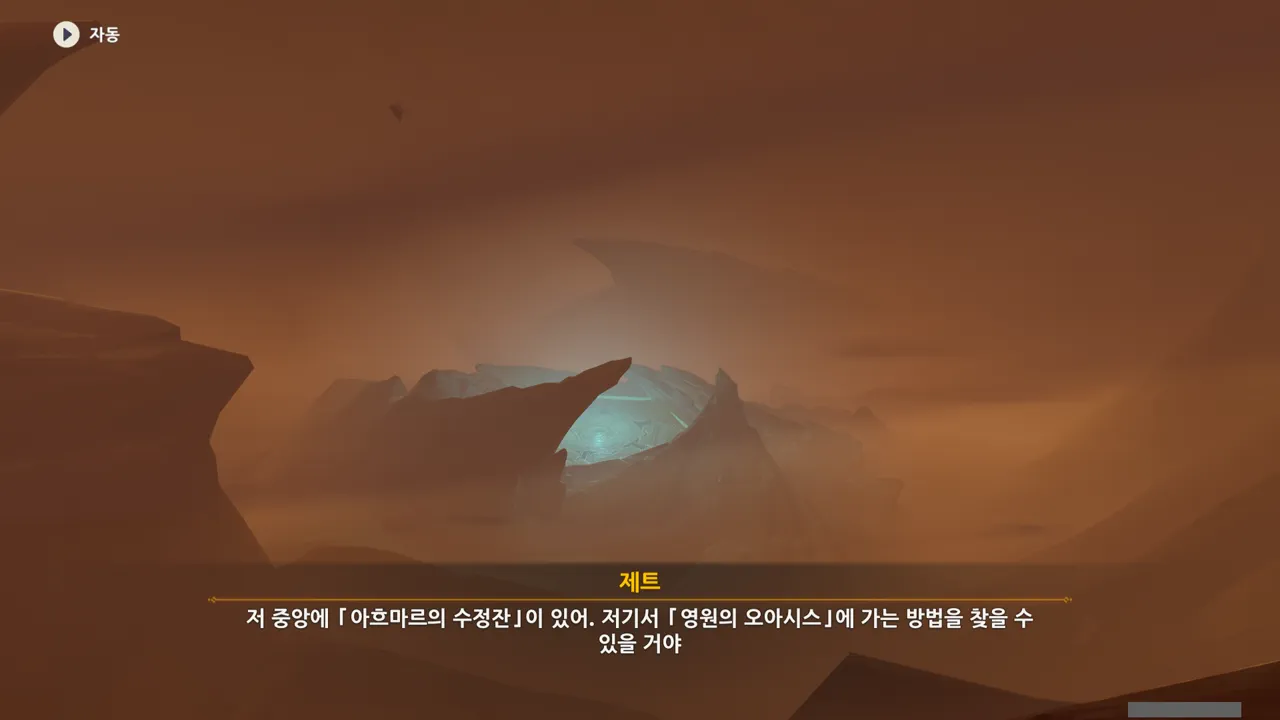 자동
제트
저 중앙에 「아흐마르의 수정잔」이 있어. 저기서 「영원의 오아시스」에 가는 방법을 찾을 수
있을 거야